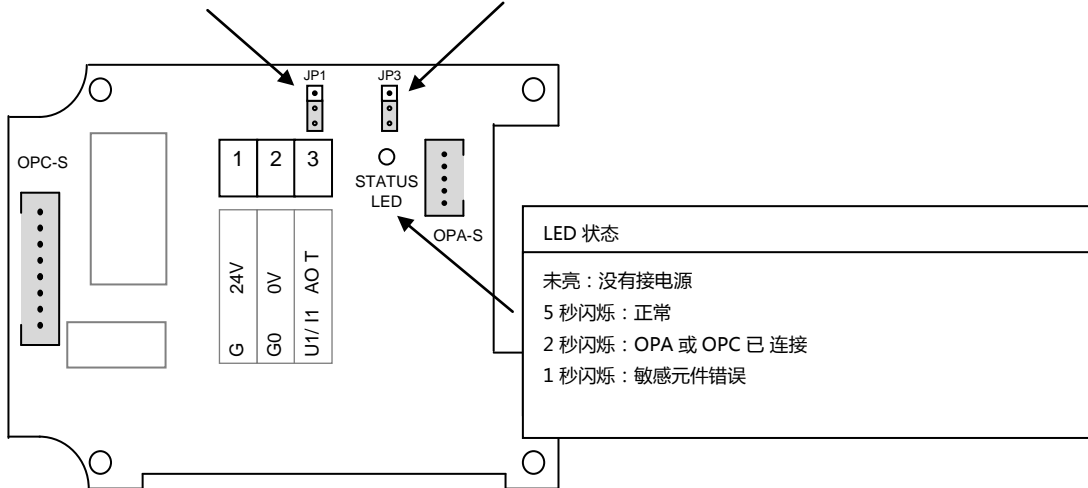 JP1
JP3
OPC-S
1 2 3
STATUS
LED
OPA-S
G 24V
G0 0V
U1/ I1 AO T
LED 状态
未亮：没有接电源
5 秒闪烁：正常
2 秒闪烁：OPA 或 OPC 已 连接
1 秒闪烁：敏感元件错误